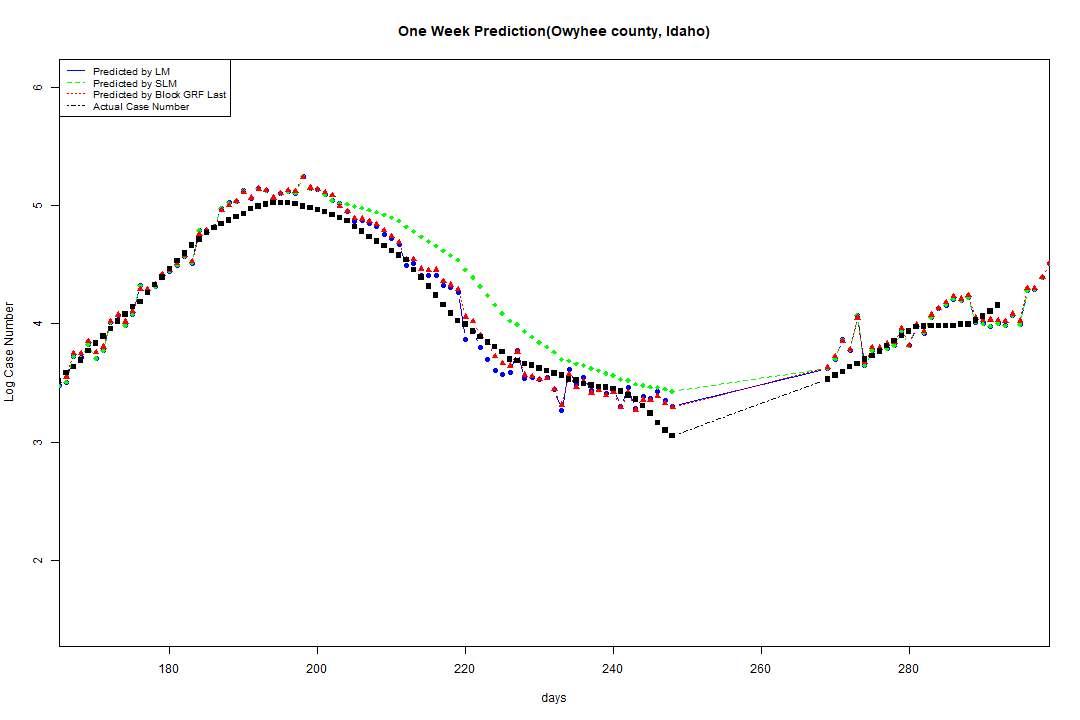 One Week Prediction(Owyhee county, Idaho)
Predicted by LM
Predicted by SLM
Predicted by Block GRF Last
Actual Case Number
6
5
4
3
2
Log Case Number
180 200 220 240 260 280
days